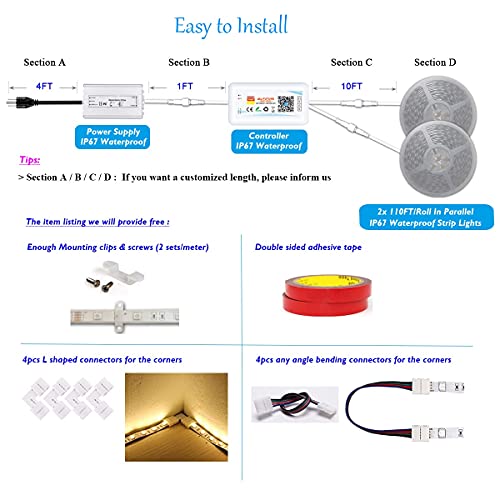 Easy to Install
Section A
Section B
Section C
Section D
4FT
1FT
10FT
Power Supply
IP67 Waterproof
Controller
IP67 Waterproof
Tips:
> Section A / B / C / D : If you want a customized length, please inform us
2x 110FT/Roll in Parallel
IP67 Waterproof Strip Lights
The item listing we will provide free :
Enough Mounting clips & screws (2 sets/meter)
Double sided adhesive tape
4pcs L shaped connectors for the corners
4pcs any angle bending connectors for the corners